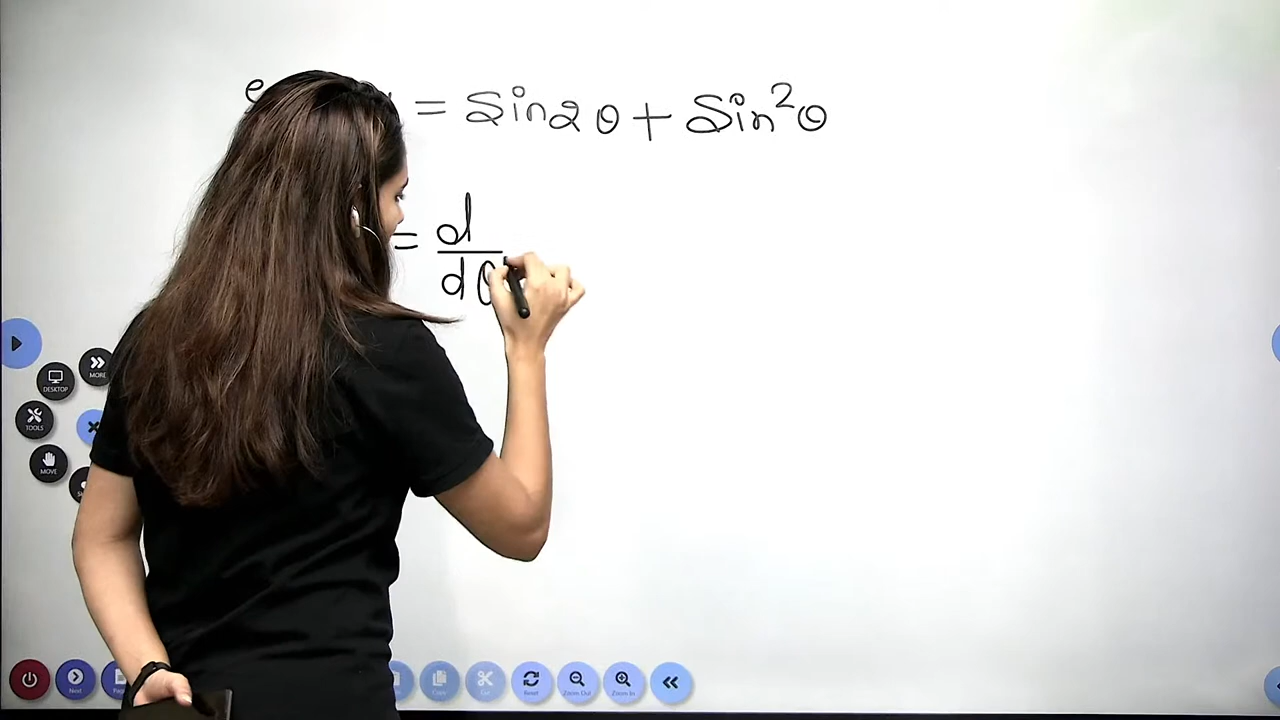 e = sin2θ + sin²θ
= d
dθ
MORE
DESKTOP
TOOLS
MOVE
Next
Copy
Cut
Reset
Zoom Out
Zoom In